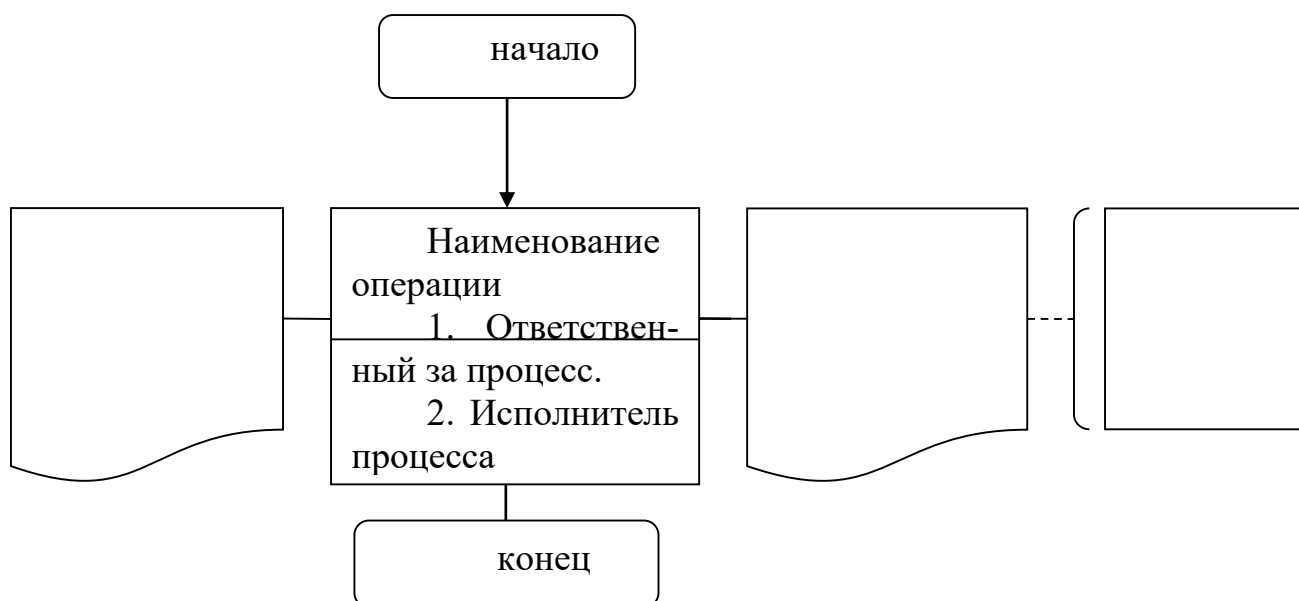 начало
Наименование
операции
1. Ответствен-
ный за процесс.
2. Исполнитель
процесса
конец